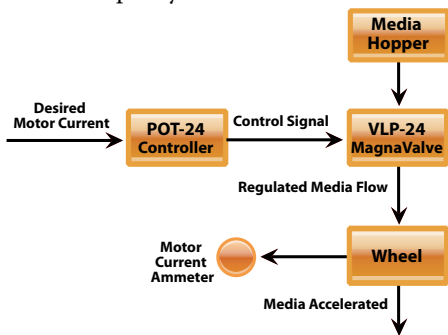 Media
Hopper
Desired
Motor Current
POT-24
Controller
Control Signal
VLP-24
MagnaValve
Regulated Media Flow
Motor
Current
Ammeter
Wheel
Media Accelerated